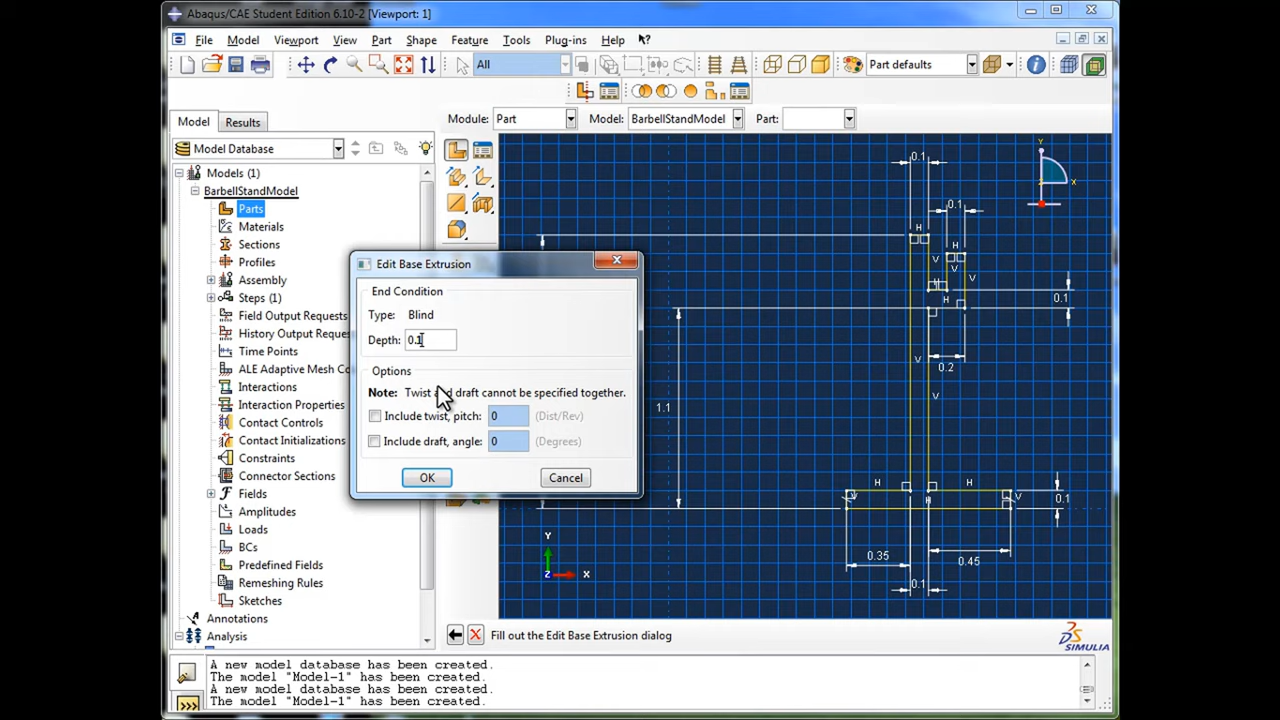 Abaqus/CAE Student Edition 6.10-2 [Viewport: 1]
File Model Viewport View Part Shape Feature Tools Plug-ins Help
All Part defaults
Model Results Module: Part Model: BarbellStandModel Part:
Model Database
Models (1)
BarbellStandModel
Parts
Materials
Sections
Profiles
Assembly
Steps (1)
Field Output Requests
History Output Reque
Time Points
ALE Adaptive Mesh Co
Interactions
Interaction Properties
Contact Controls
Contact Initializations
Constraints
Connector Sections
Fields
Amplitudes
Loads
BCs
Predefined Fields
Remeshing Rules
Sketches
Annotations
Analysis
Edit Base Extrusion
End Condition
Type: Blind
Depth: 0.1
Options
Note: Twist and draft cannot be specified together.
Include twist, pitch: 0 (Dist/Rev)
Include draft, angle: 0 (Degrees)
OK Cancel
0.1
Y
X
0.1
H
H
V
V
V
H
H
0.1
V
0.2
V
1.1
H H V
H
0.1
0.35
0.45
0.1
Y
Z X
Fill out the Edit Base Extrusion dialog
SIMULIA
A new model database has been created.
The model "Model-1" has been created.
A new model database has been created.
The model "Model-1" has been created.
>>>